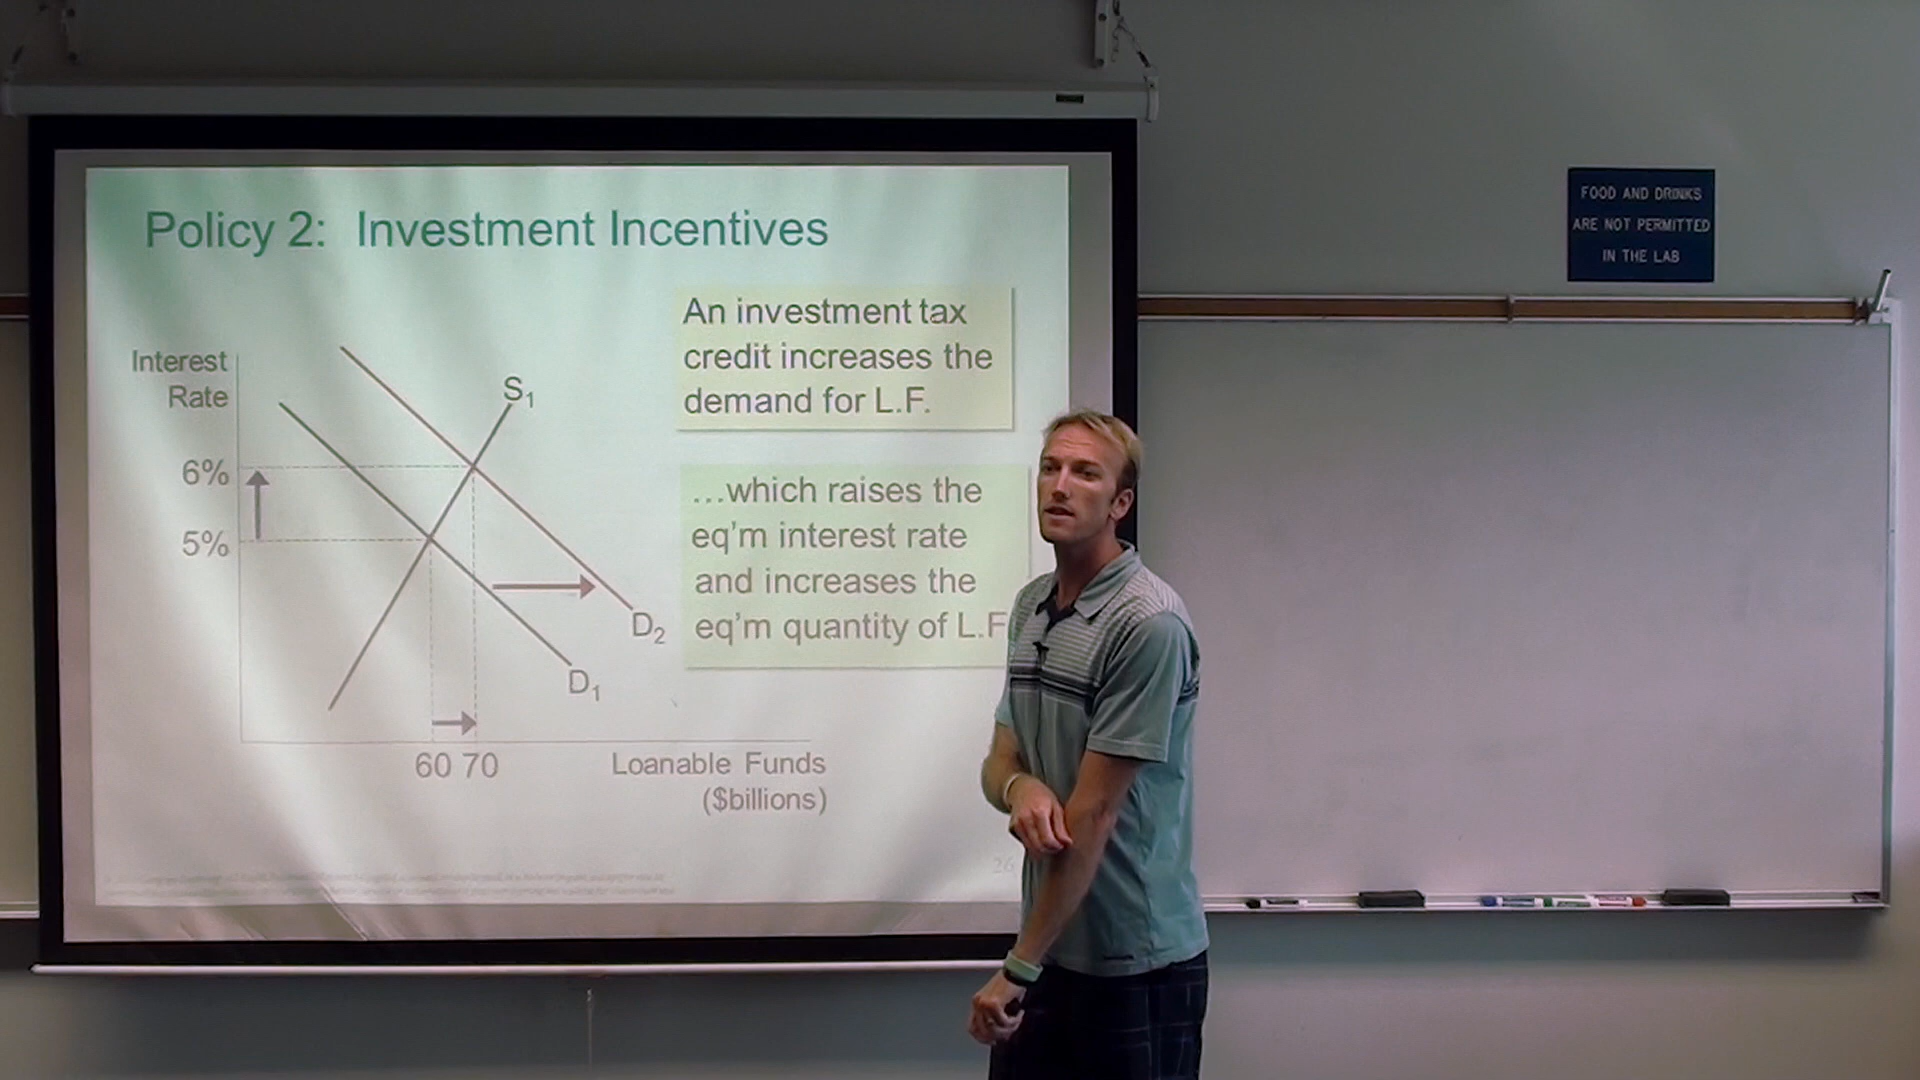 Policy 2: Investment Incentives
An investment tax
credit increases the
demand for L.F.
Interest
Rate
S1
6%
…which raises the
eq'm interest rate
and increases the
eq'm quantity of L.F
5%
D2
D1
60 70
Loanable Funds
($billions)
26
FOOD AND DRINKS
ARE NOT PERMITTED
IN THE LAB